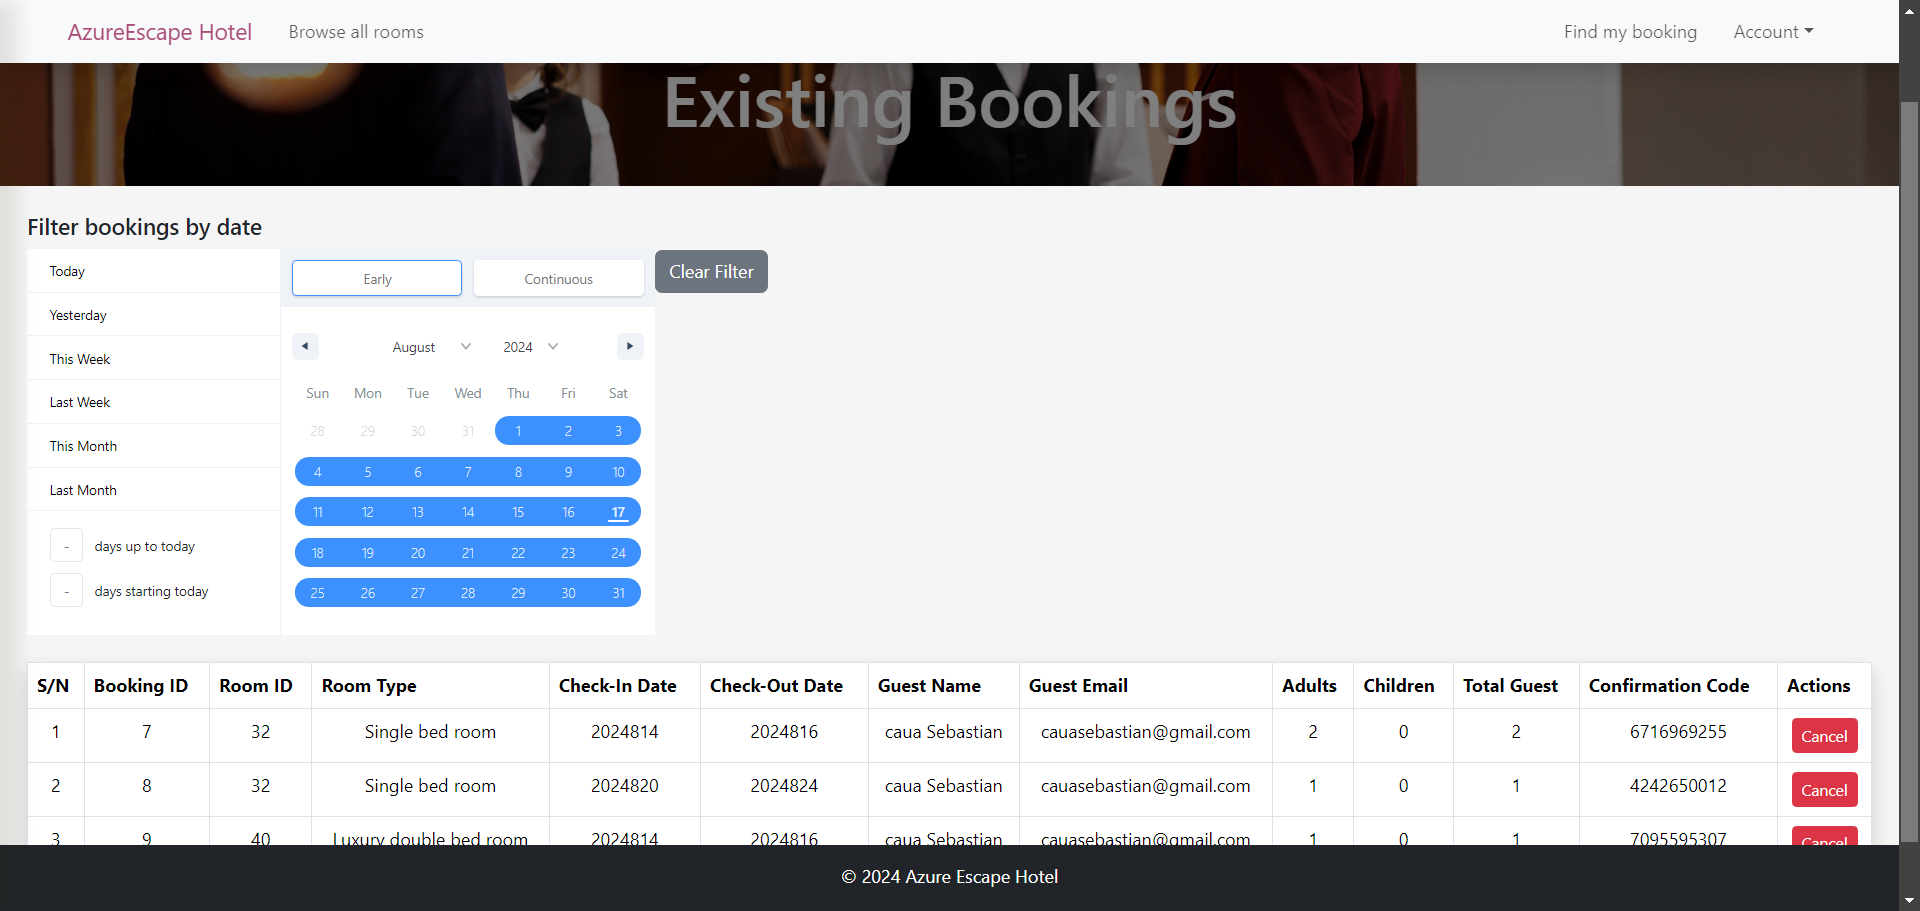 AzureEscape Hotel Browse all rooms Find my booking Account
Existing Bookings
Filter bookings by date
Today
Yesterday
This Week
Last Week
This Month
Last Month
- days up to today
- days starting today
Early Continuous
August 2024
Sun Mon Tue Wed Thu Fri Sat
28 29 30 31 1 2 3
4 5 6 7 8 9 10
11 12 13 14 15 16 17
18 19 20 21 22 23 24
25 26 27 28 29 30 31
Clear Filter
S/N Booking ID Room ID Room Type Check-In Date Check-Out Date Guest Name Guest Email Adults Children Total Guest Confirmation Code Actions
1 7 32 Single bed room 2024814 2024816 caua Sebastian cauasebastian@gmail.com 2 0 2 6716969255 Cancel
2 8 32 Single bed room 2024820 2024824 caua Sebastian cauasebastian@gmail.com 1 0 1 4242650012 Cancel
3 9 40 Luxury double bed room 2024814 2024816 caua Sebastian cauasebastian@gmail.com 1 0 1 7095595307 Cancel
© 2024 Azure Escape Hotel